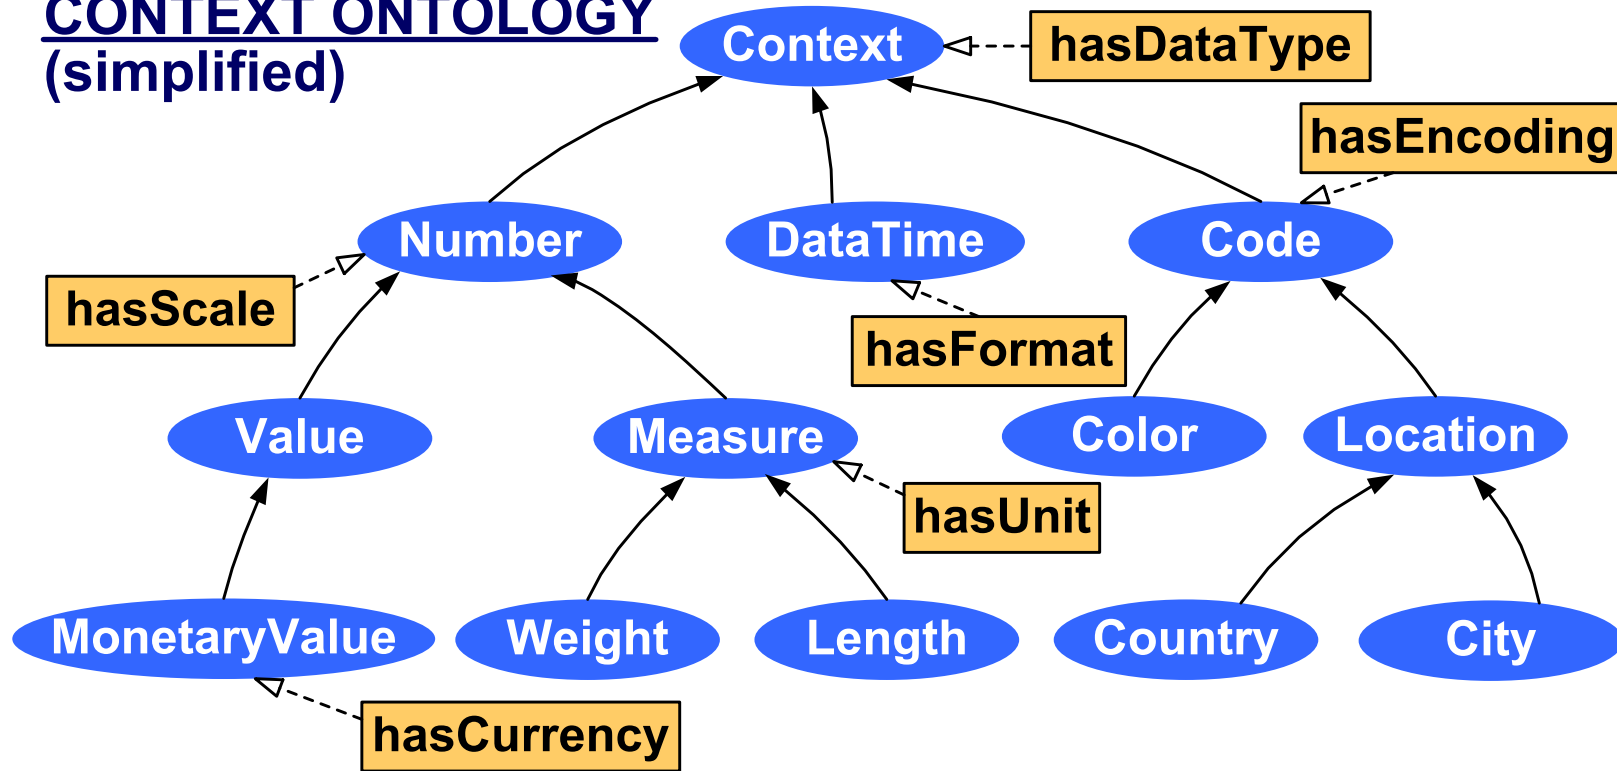 CONTEXT ONTOLOGY
(simplified)
Context
hasDataType
hasEncoding
Number
DataTime
Code
hasScale
hasFormat
Value
Measure
Color
Location
hasUnit
MonetaryValue
Weight
Length
Country
City
hasCurrency